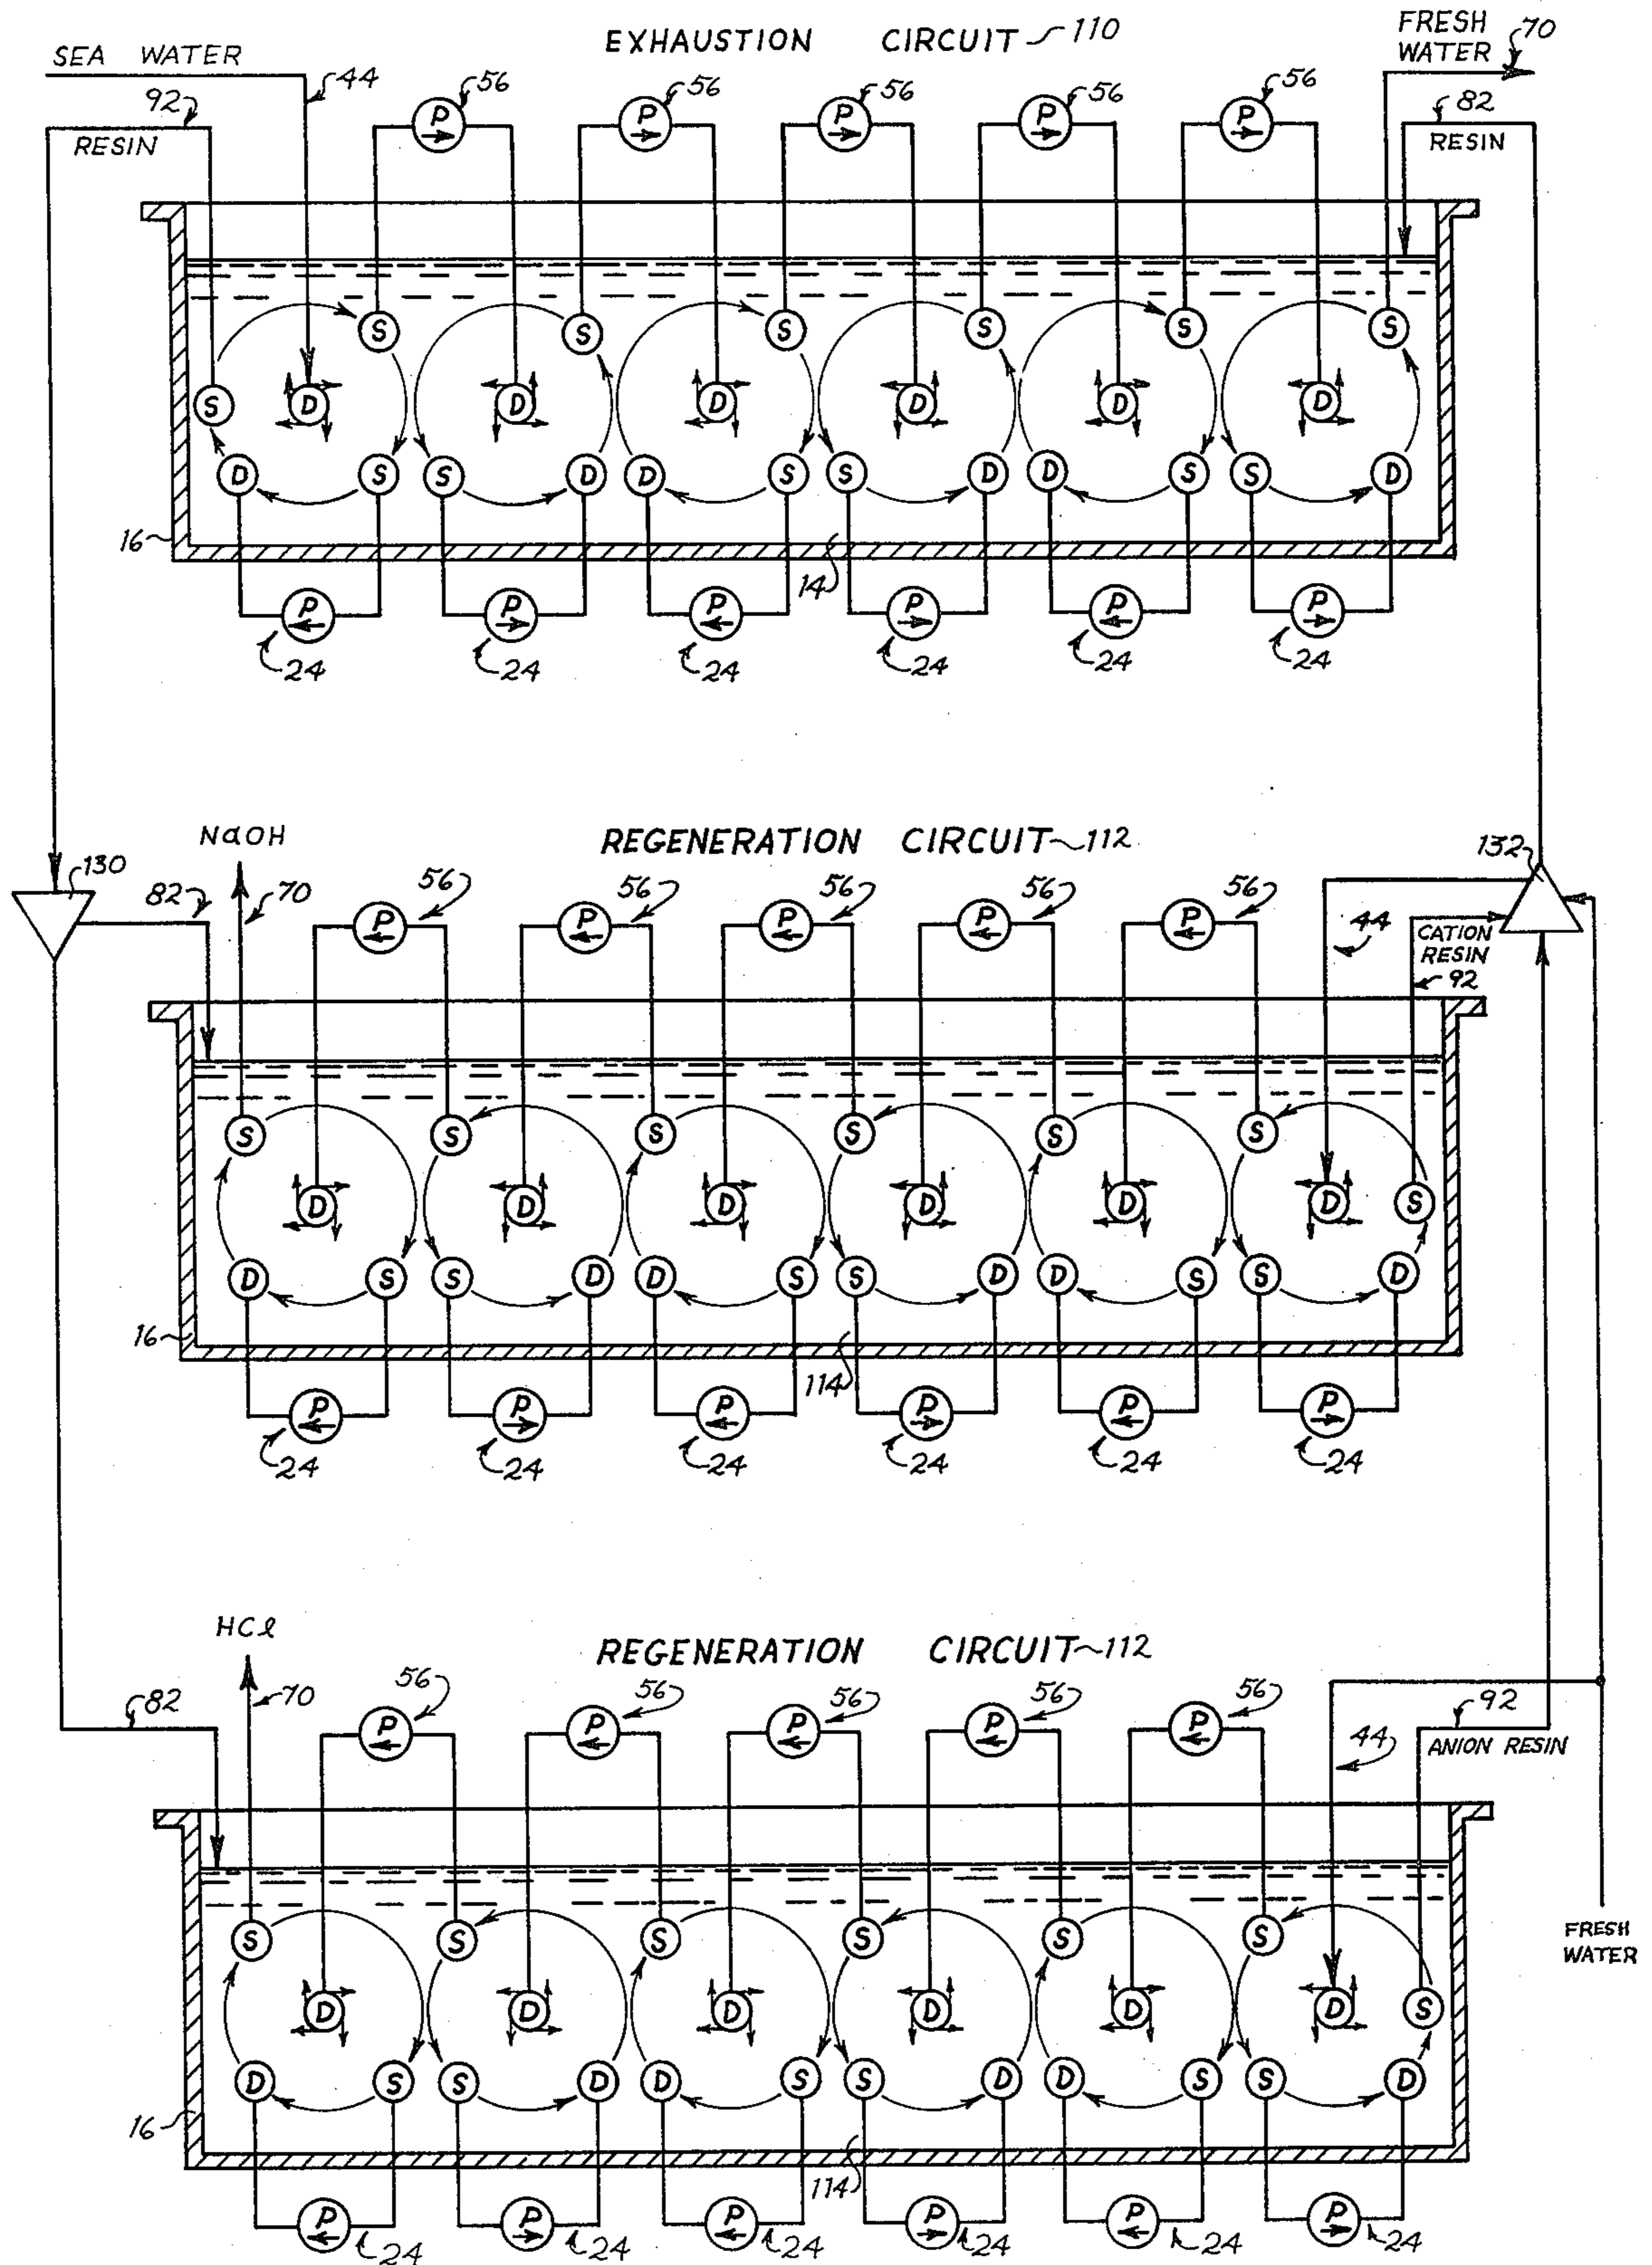 EXHAUSTION CIRCUIT 110
FRESH WATER 70
SEA WATER
44
92
RESIN
56 56 56 56 56
82
RESIN
P P P P P
S S S S S S
S D D D D D D
D S S D D S S D D S S D
16
14
P P P P P P
24 24 24 24 24 24
NaOH
REGENERATION CIRCUIT 112
132
130
82
70
56 56 56 56 56
44
CATION RESIN
92
P P P P P
S S S S S S
D D D D D D S
D S S D D S S D D S S D
16
114
P P P P P P
24 24 24 24 24 24
HCl
REGENERATION CIRCUIT 112
82
70
56 56 56 56 56
44
92
ANION RESIN
P P P P P
FRESH WATER
S S S S S S
D D D D D D S
D S S D D S S D D S S D
16
114
P P P P P P
24 24 24 24 24 24